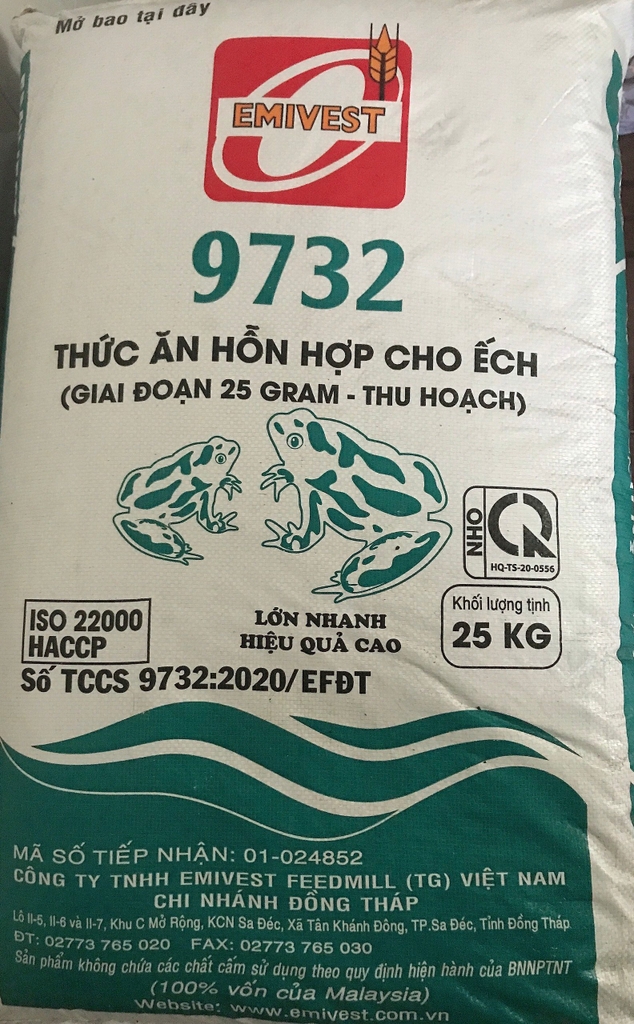 Mở bao tại đây
EMIVEST
9732
THỨC ĂN HỖN HỢP CHO ẾCH
(GIAI ĐOẠN 25 GRAM - THU HOẠCH)
NHO
HQ-TS-20-0556
ISO 22000
HACCP
LỚN NHANH
HIỆU QUẢ CAO
Khối lượng tịnh
25 KG
Số TCCS 9732:2020/EFĐT
MÃ SỐ TIẾP NHẬN: 01-024852
CÔNG TY TNHH EMIVEST FEEDMILL (TG) VIỆT NAM
CHI NHÁNH ĐỒNG THÁP
Lô II-5, II-6 và II-7, Khu C Mở Rộng, KCN Sa Đéc, Xã Tân Khánh Đông, TP.Sa Đéc, Tỉnh Đồng Tháp
ĐT: 02773 765 020 FAX: 02773 765 030
Sản phẩm không chứa các chất cấm sử dụng theo quy định hiện hành của BNNPTNT
(100% vốn của Malaysia)
Website: www.emivest.com.vn